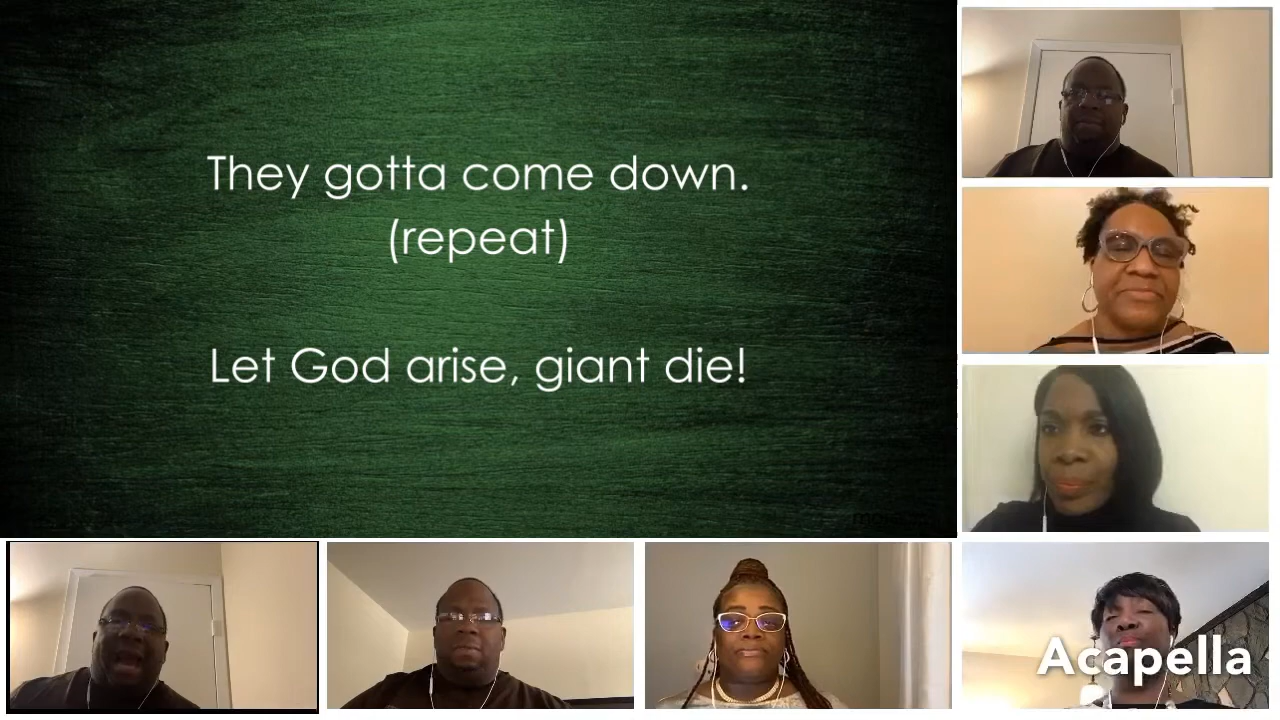 They gotta come down.
(repeat)
Let God arise, giant die!
Acapella